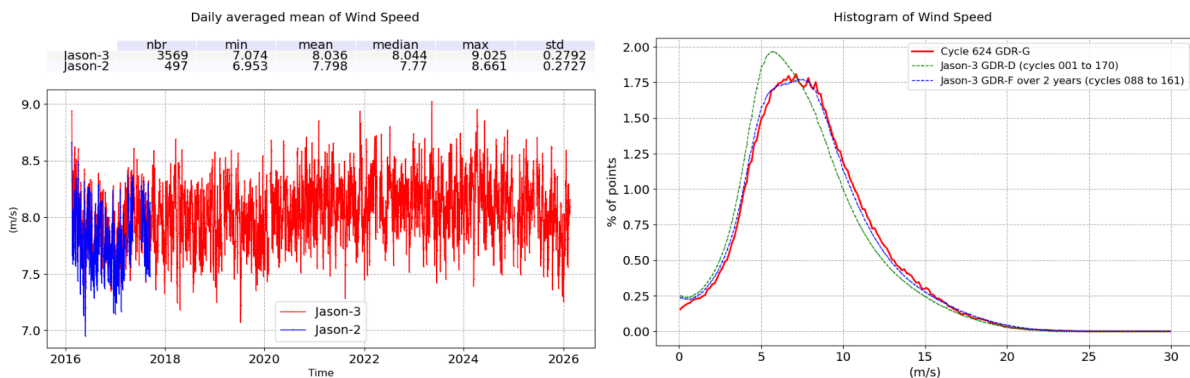 Daily averaged mean of Wind Speed
nbr min mean median max std
Jason-3 3569 7.074 8.036 8.044 9.025 0.2792
Jason-2 497 6.953 7.798 7.77 8.661 0.2727
9.0
8.5
8.0
7.5
7.0
(m/s)
Jason-3
Jason-2
2016 2018 2020 2022 2024 2026
Time
Histogram of Wind Speed
Cycle 624 GDR-G
Jason-3 GDR-D (cycles 001 to 170)
Jason-3 GDR-F over 2 years (cycles 088 to 161)
2.00
1.75
1.50
1.25
1.00
0.75
0.50
0.25
0.00
% of points
0 5 10 15 20 25 30
(m/s)